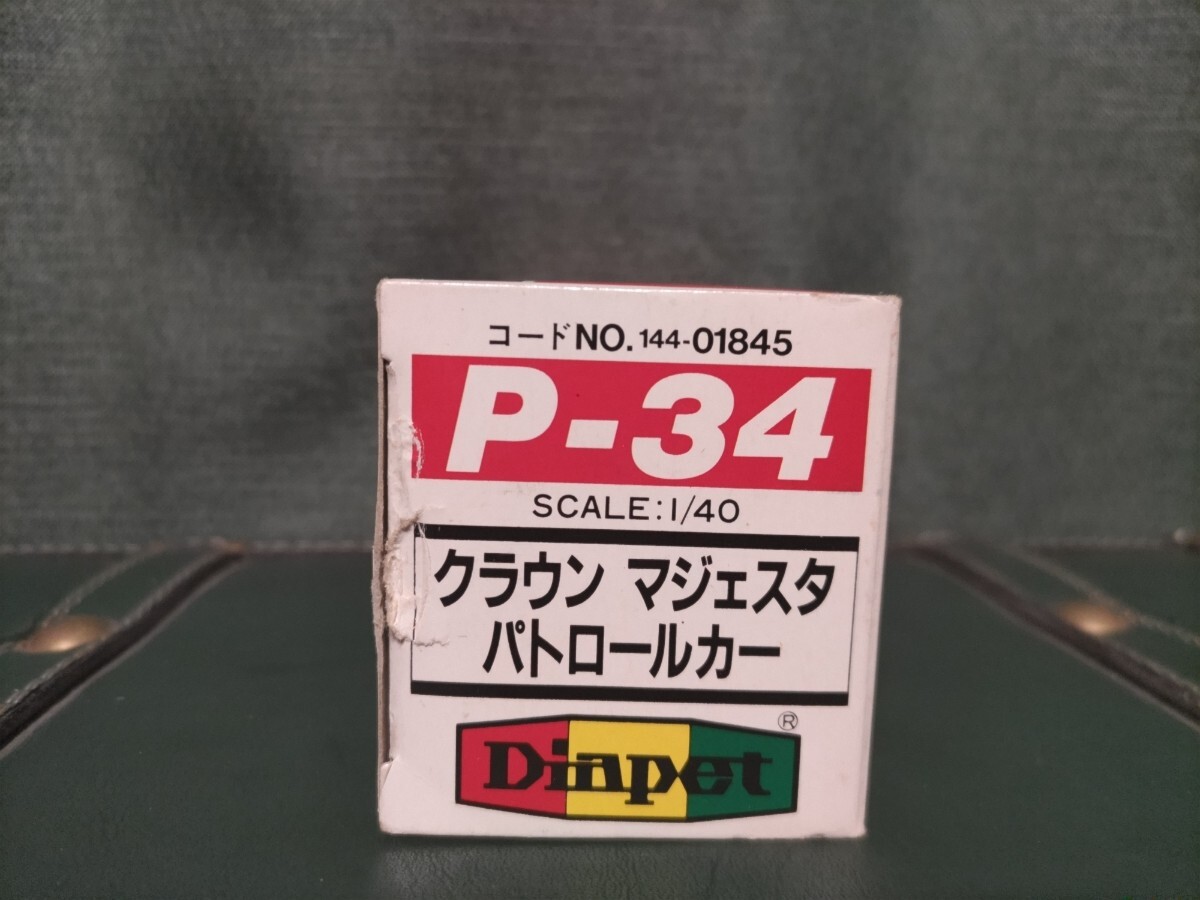 コードNO. 144-01845
P-34
SCALE:1/40
クラウン マジェスタ
パトロールカー
®
Diapet